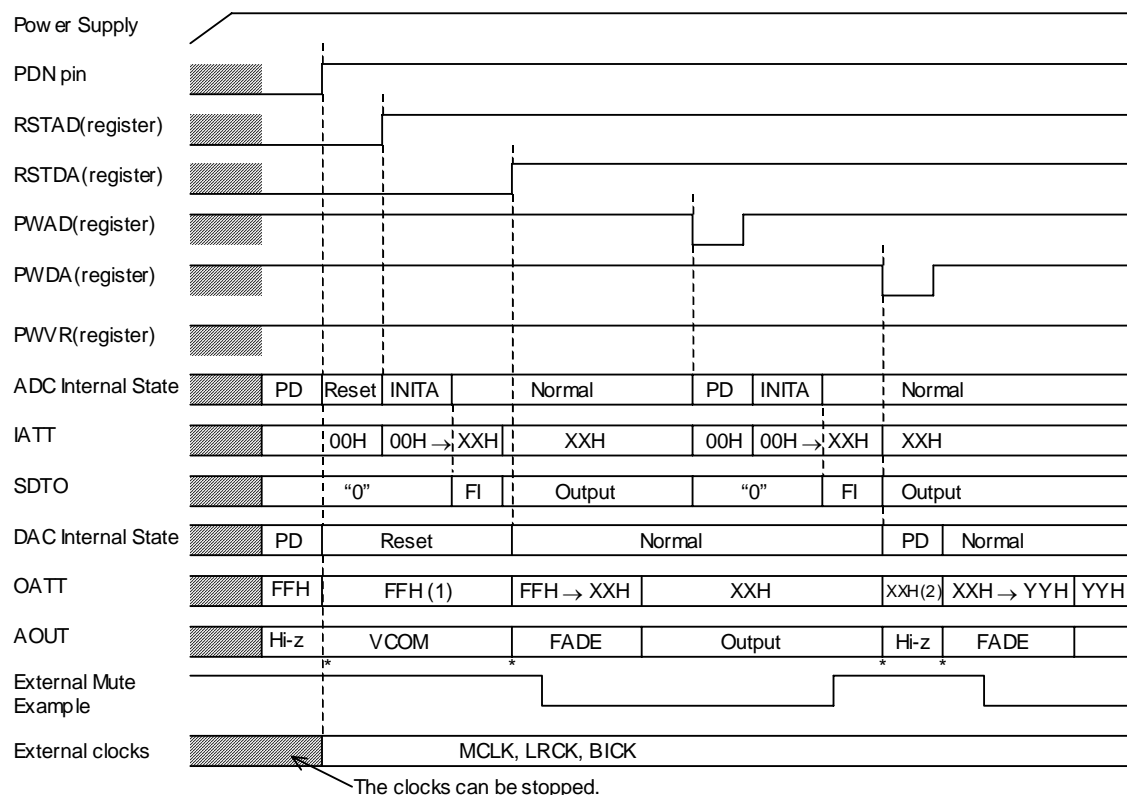 Power Supply
PDN pin
RSTAD(register)
RSTDA(register)
PWAD(register)
PWDA(register)
PWVR(register)
ADC Internal State PD Reset INITA Normal PD INITA Normal
IATT 00H 00H → XXH XXH 00H 00H → XXH XXH
SDTO “0” FI Output “0” FI Output
DAC Internal State PD Reset Normal PD Normal
OATT FFH FFH (1) FFH → XXH XXH XXH(2) XXH → YYH YYH
AOUT Hi-z VCOM FADE Output Hi-z FADE
* * * *
External Mute
Example
External clocks MCLK, LRCK, BICK
The clocks can be stopped.